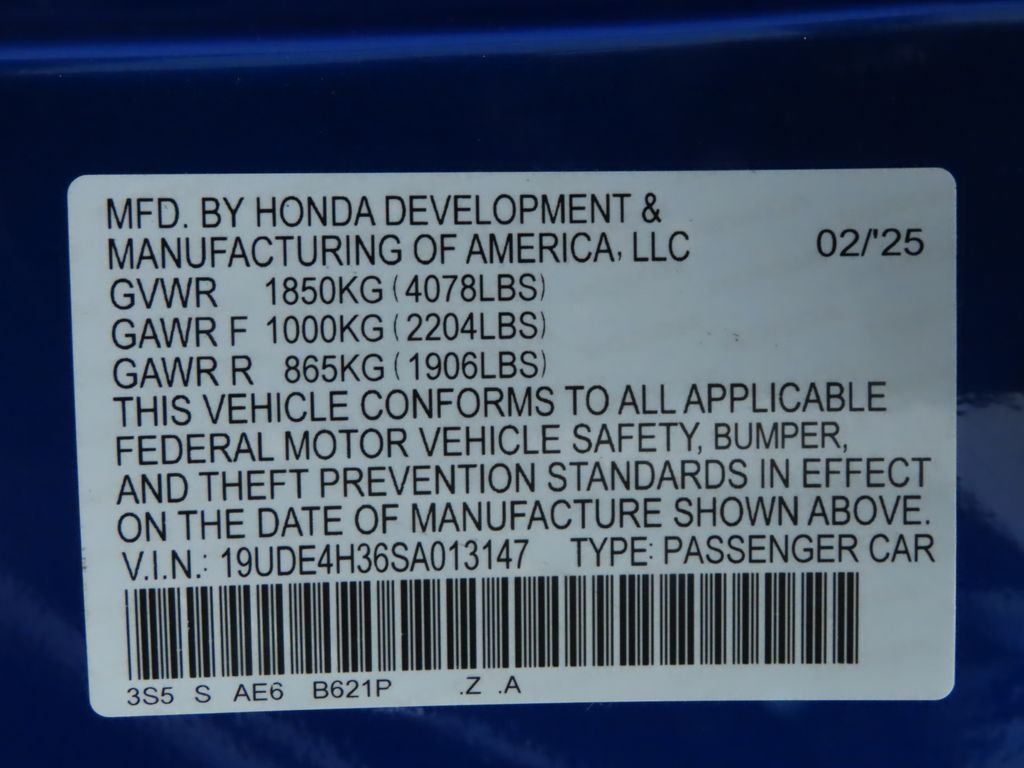 MFD. BY HONDA DEVELOPMENT &
MANUFACTURING OF AMERICA, LLC 02/'25
GVWR 1850KG (4078LBS)
GAWR F 1000KG (2204LBS)
GAWR R 865KG (1906LBS)
THIS VEHICLE CONFORMS TO ALL APPLICABLE
FEDERAL MOTOR VEHICLE SAFETY, BUMPER,
AND THEFT PREVENTION STANDARDS IN EFFECT
ON THE DATE OF MANUFACTURE SHOWN ABOVE.
V.I.N.: 19UDE4H36SA013147 TYPE: PASSENGER CAR
3S5 S AE6 B621P .Z .A